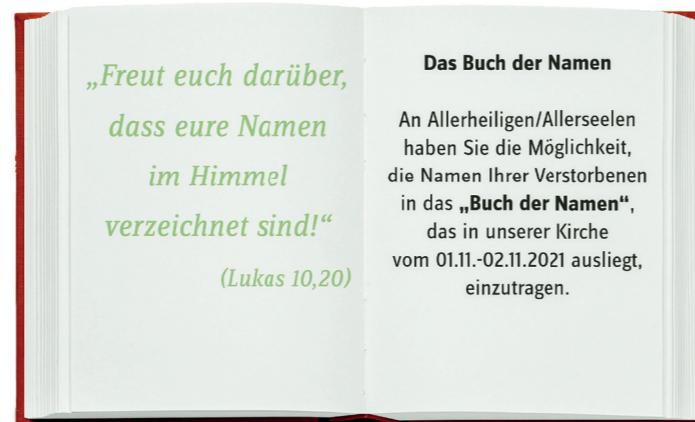 „Freut euch darüber,
dass eure Namen
im Himmel
verzeichnet sind!“
(Lukas 10,20)
Das Buch der Namen
An Allerheiligen/Allerseelen
haben Sie die Möglichkeit,
die Namen Ihrer Verstorbenen
in das „Buch der Namen“,
das in unserer Kirche
vom 01.11.-02.11.2021 ausliegt,
einzutragen.